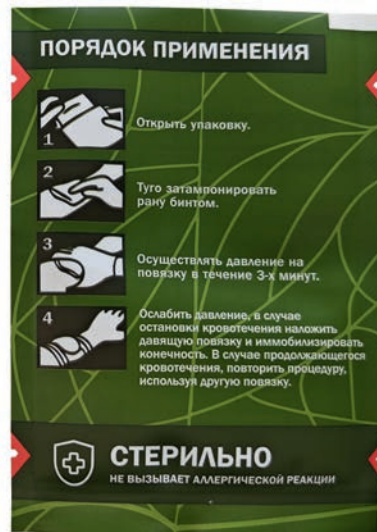 ПОРЯДОК ПРИМЕНЕНИЯ
1
Открыть упаковку.
2
Туго затампонировать
рану бинтом.
3
Осуществлять давление на
повязку в течение 3-х минут.
4
Ослабить давление, в случае
остановки кровотечения наложить
давящую повязку и иммобилизировать
конечность. В случае продолжающегося
кровотечения, повторить процедуру,
используя другую повязку.
СТЕРИЛЬНО
НЕ ВЫЗЫВАЕТ АЛЛЕРГИЧЕСКОЙ РЕАКЦИИ